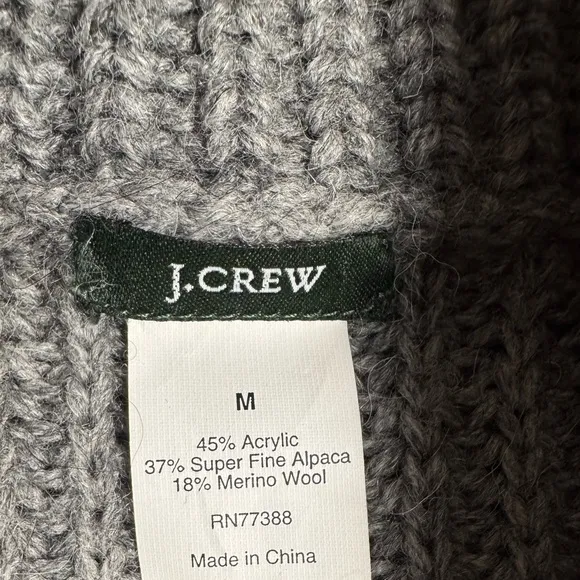 J.CREW
M
45% Acrylic
37% Super Fine Alpaca
18% Merino Wool
RN77388
Made in China